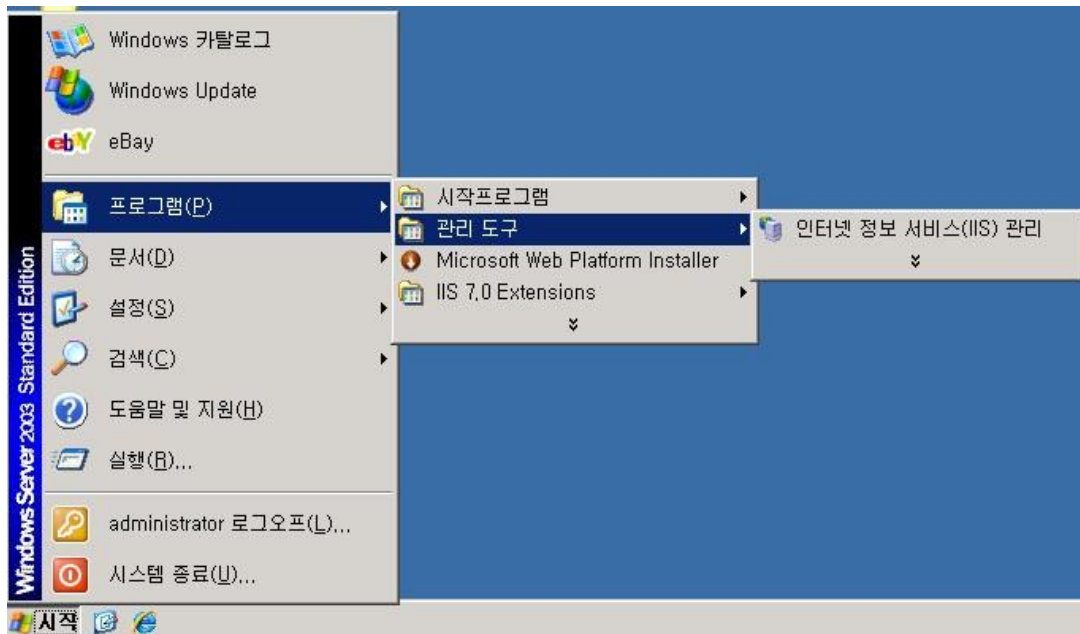 Windows 카탈로그
Windows Update
ebY eBay
프로그램(P)
문서(D)
설정(S)
검색(C)
도움말 및 지원(H)
실행(R)...
administrator 로그오프(L)...
시스템 종료(U)...
Windows Server 2003 Standard Edition
시작프로그램
관리 도구
Microsoft Web Platform Installer
IIS 7,0 Extensions
인터넷 정보 서비스(IIS) 관리
시작